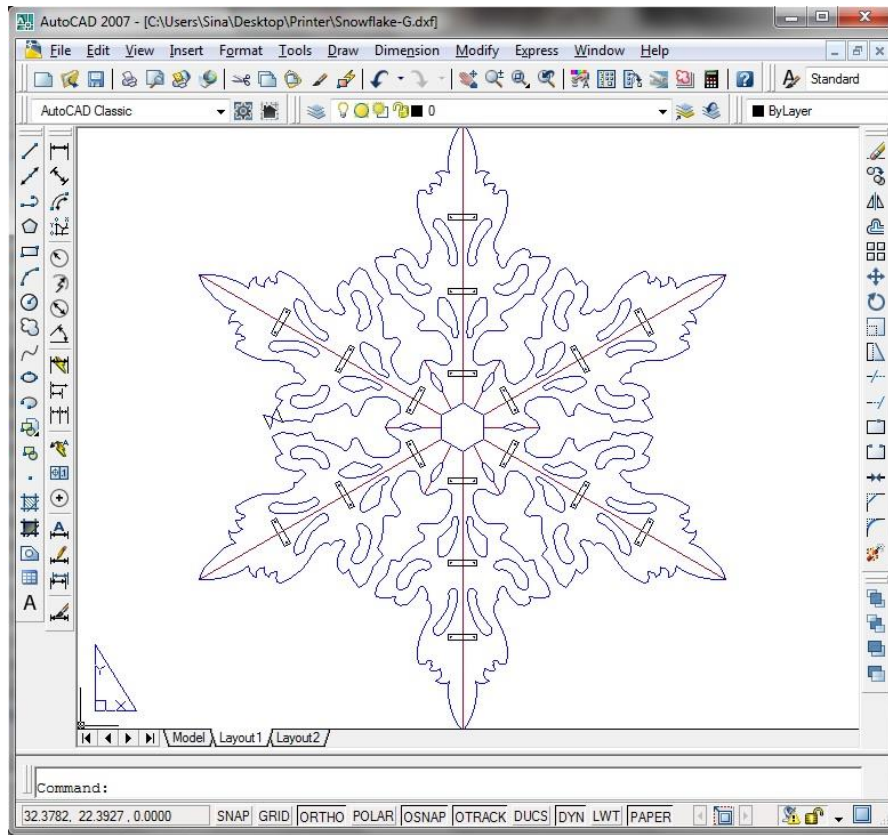 AutoCAD 2007 - [C:\Users\Sina\Desktop\Printer\Snowflake-G.dxf]
File Edit View Insert Format Tools Draw Dimension Modify Express Window Help
Standard
AutoCAD Classic 0 ByLayer
A
Y
X
Model Layout1 Layout2
Command:
32.3782, 22.3927, 0.0000 SNAP GRID ORTHO POLAR OSNAP OTRACK DUCS DYN LWT PAPER